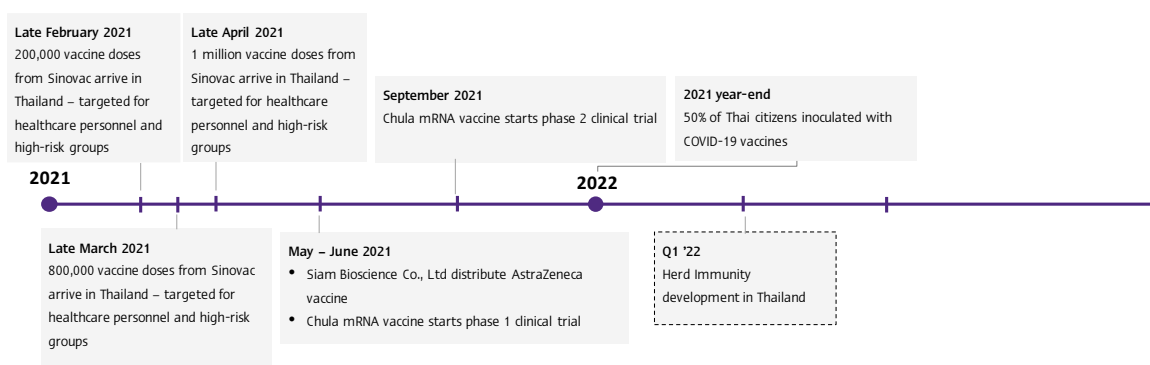 Late February 2021
200,000 vaccine doses
from Sinovac arrive in
Thailand – targeted for
healthcare personnel and
high-risk groups
Late April 2021
1 million vaccine doses from
Sinovac arrive in Thailand –
targeted for healthcare
personnel and high-risk
groups
September 2021
Chula mRNA vaccine starts phase 2 clinical trial
2021 year-end
50% of Thai citizens inoculated with
COVID-19 vaccines
2021
2022
Late March 2021
800,000 vaccine doses from Sinovac
arrive in Thailand – targeted for
healthcare personnel and high-risk
groups
May – June 2021
• Siam Bioscience Co., Ltd distribute AstraZeneca
vaccine
• Chula mRNA vaccine starts phase 1 clinical trial
Q1 ’22
Herd Immunity
development in Thailand